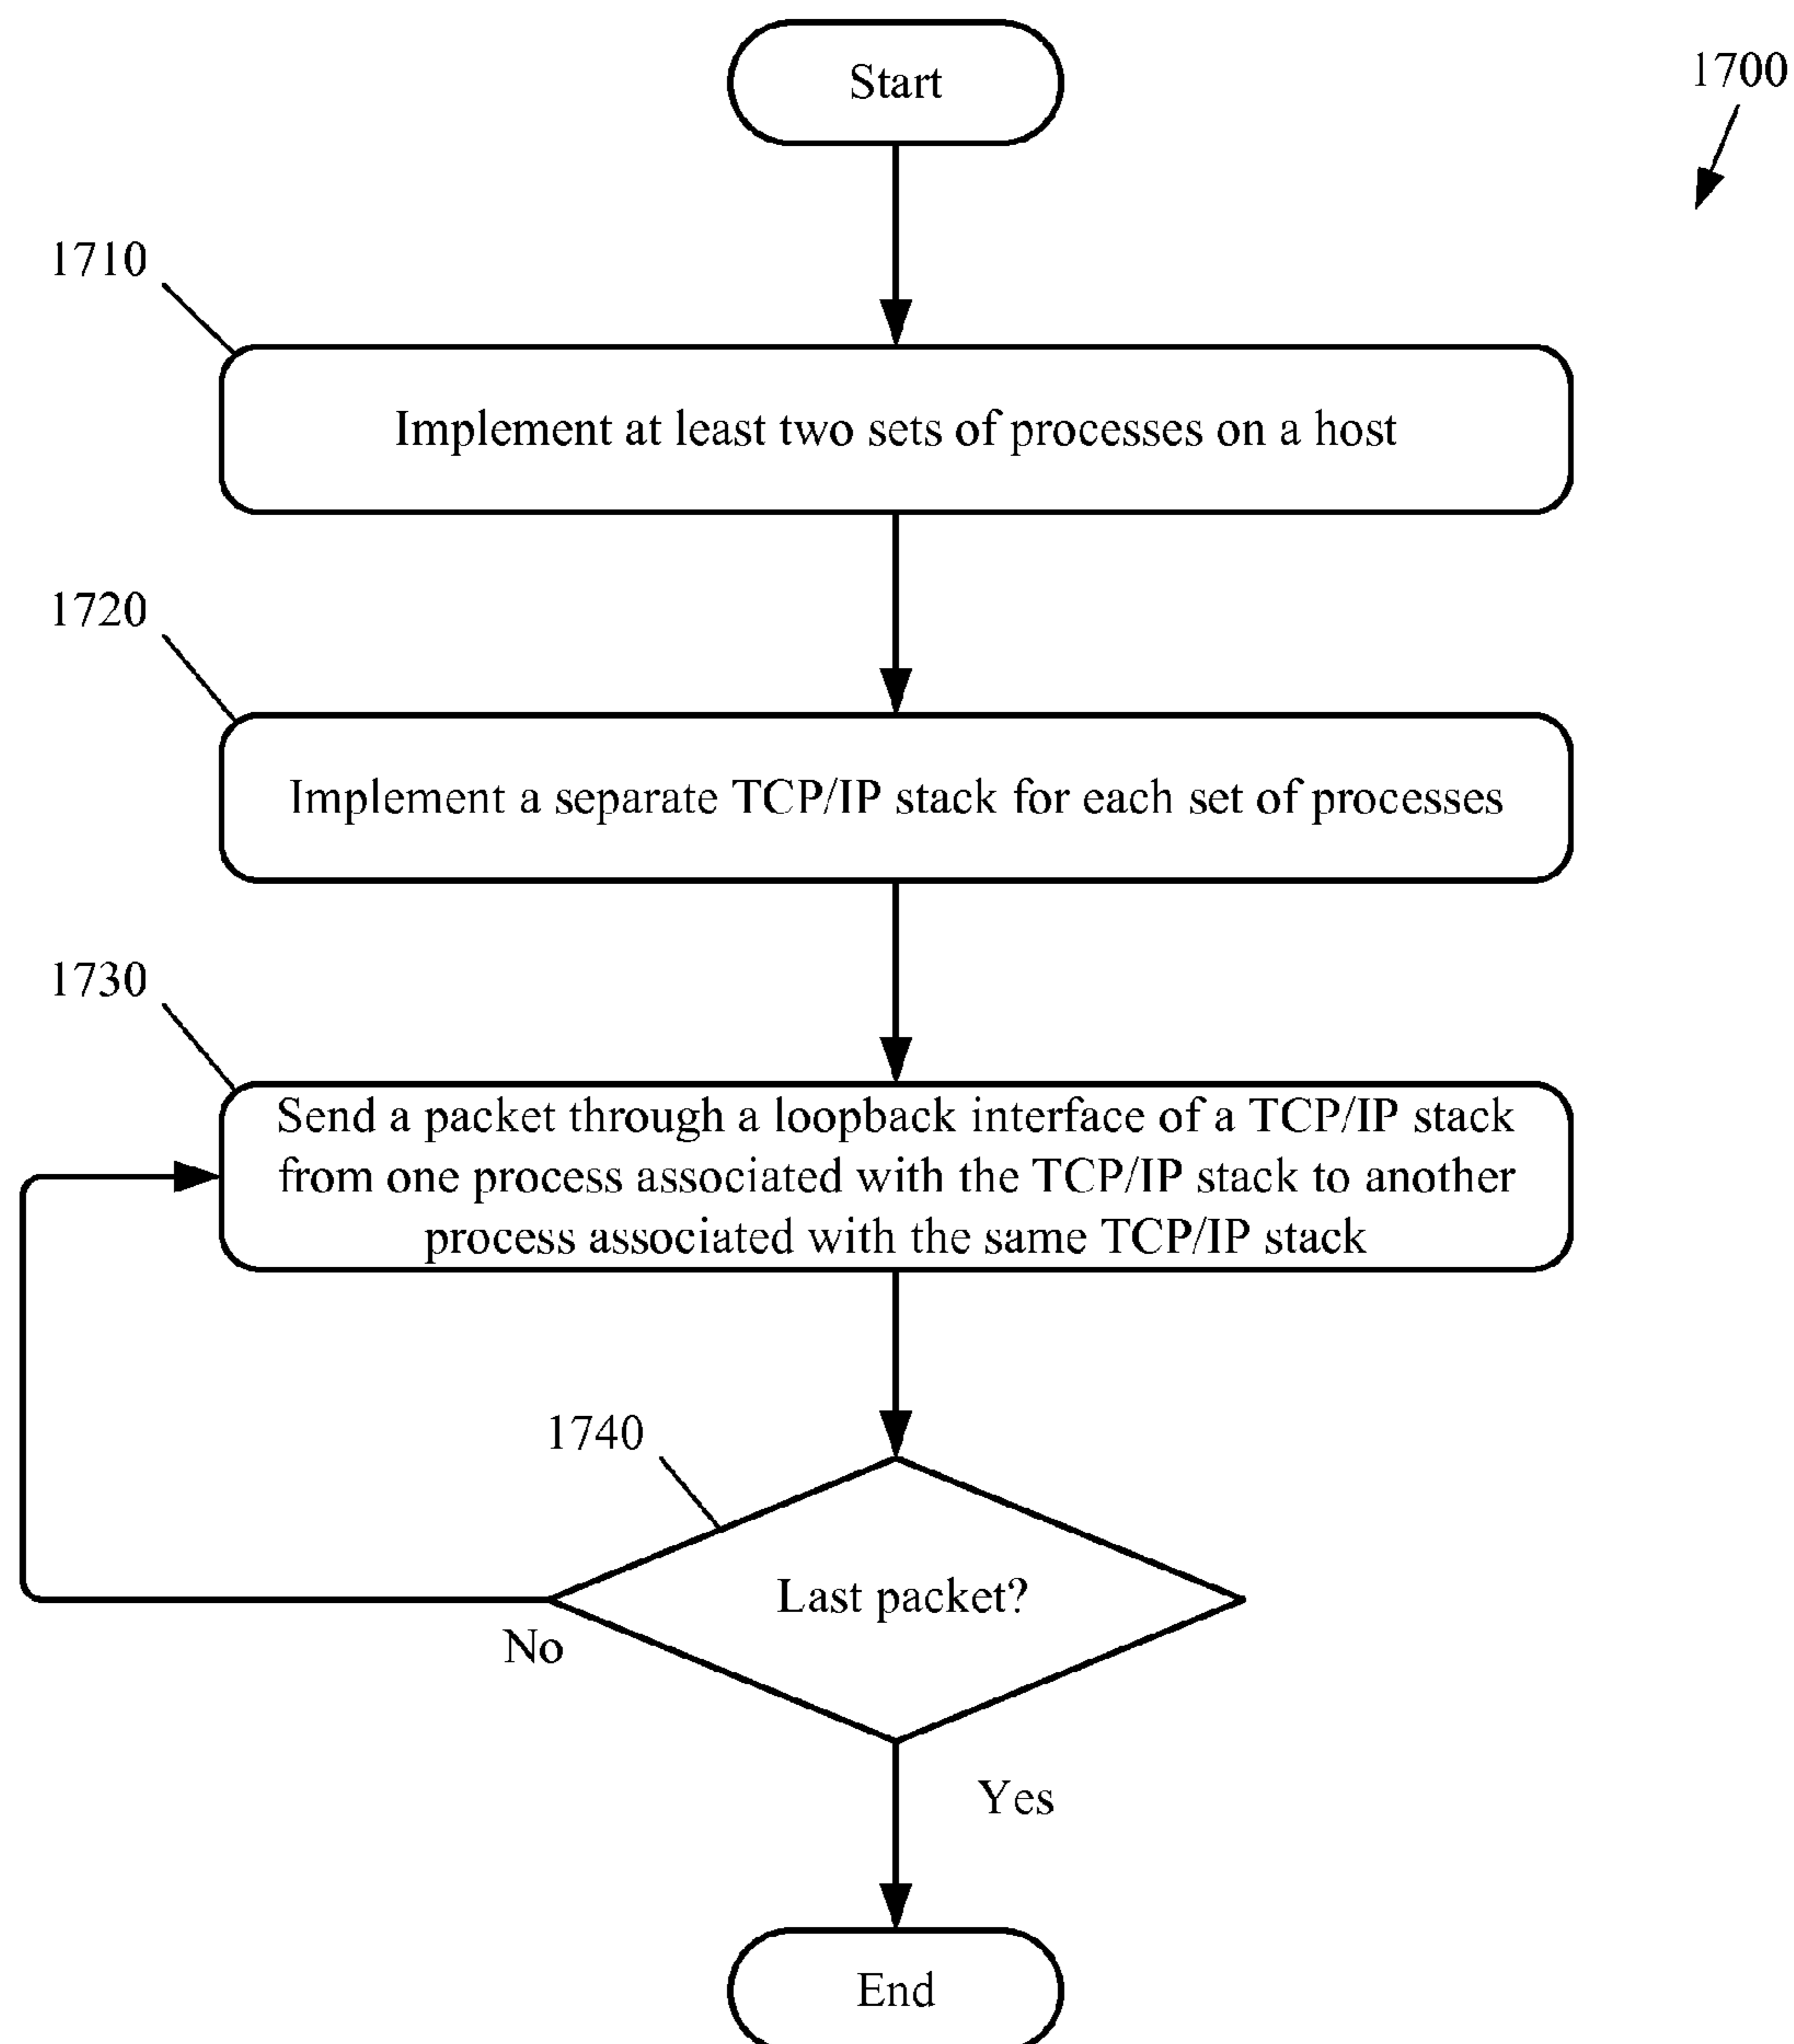 Start
1700
1710
Implement at least two sets of processes on a host
1720
Implement a separate TCP/IP stack for each set of processes
1730
Send a packet through a loopback interface of a TCP/IP stack
from one process associated with the TCP/IP stack to another
process associated with the same TCP/IP stack
1740
Last packet?
No
Yes
End